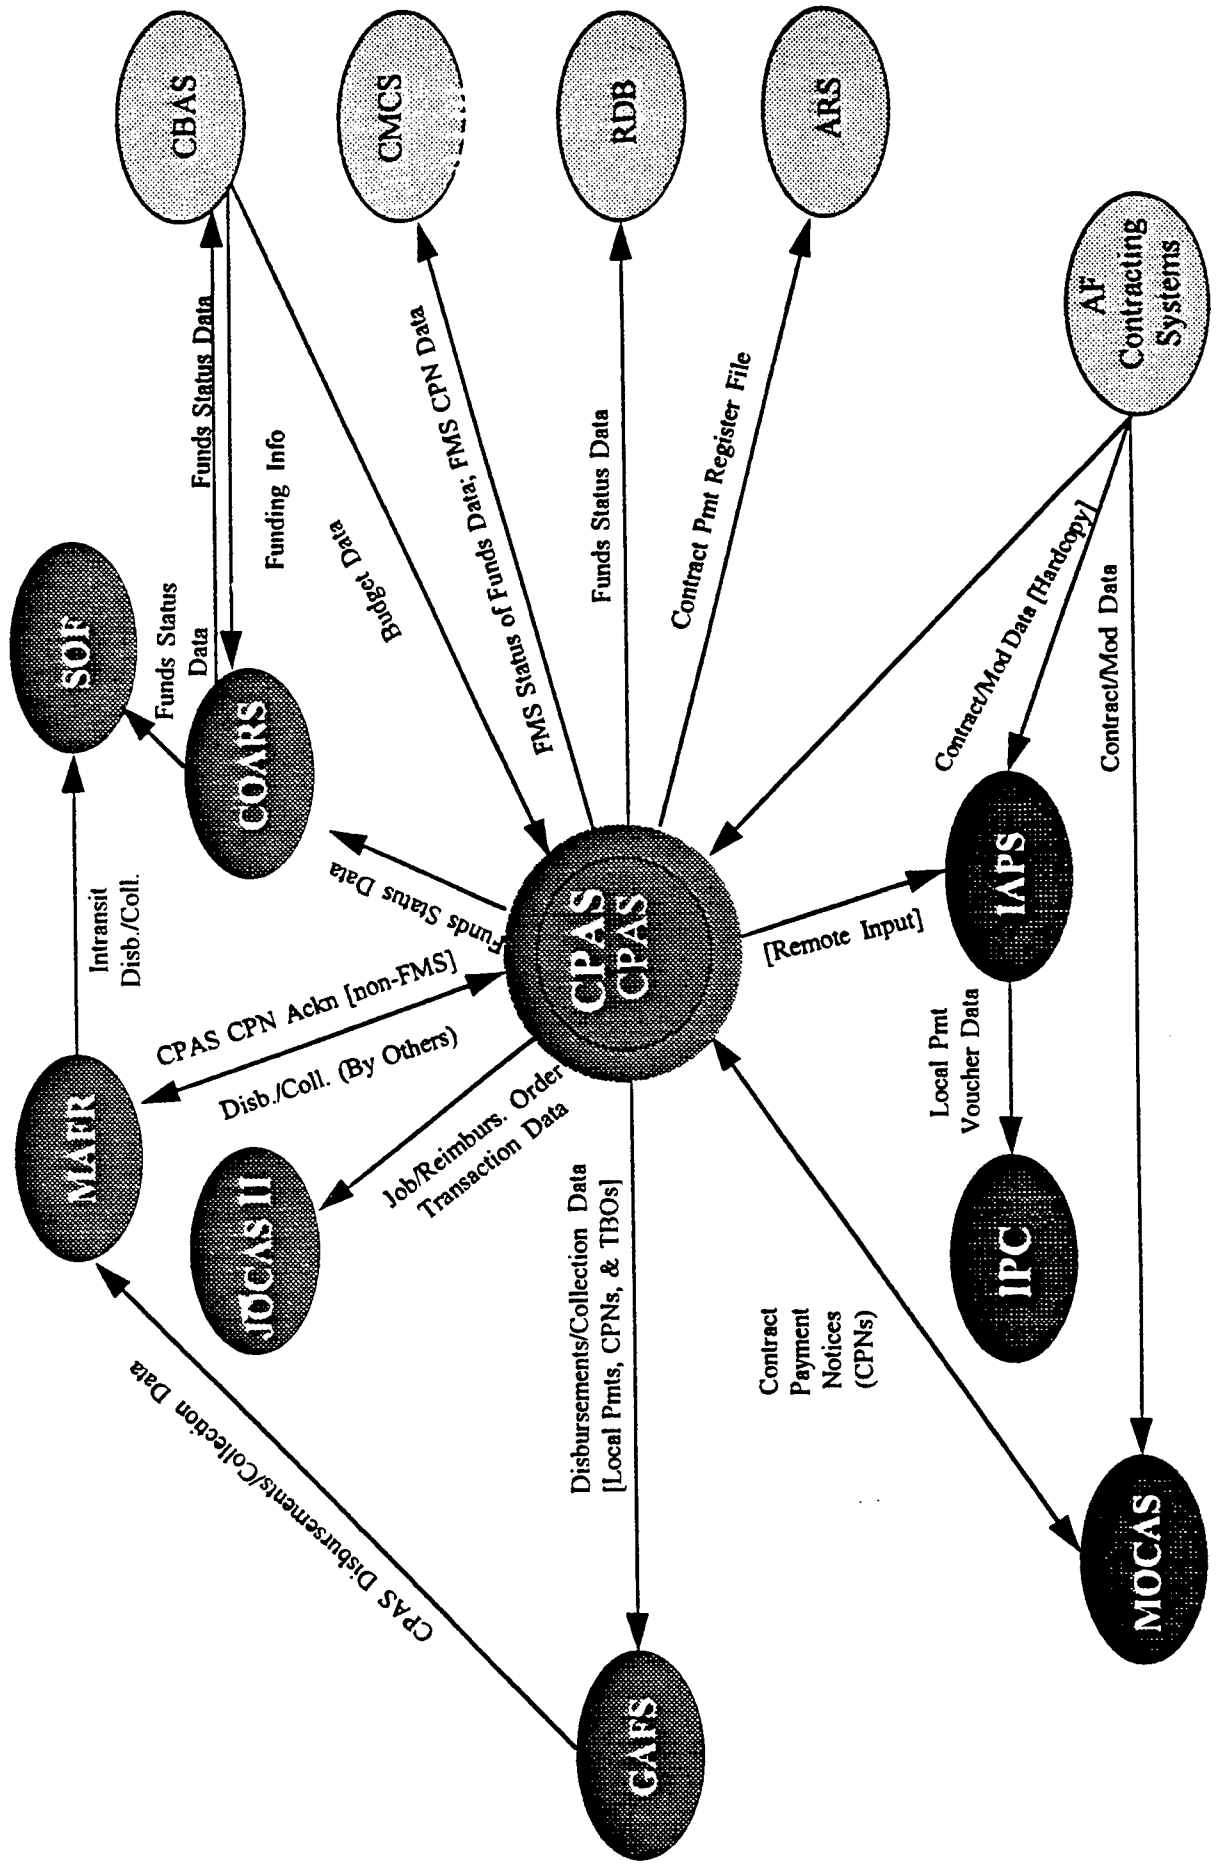 GAFS
CPAS Disbursements/Collection Data
MAFR
Intransit
Disb./Coll.
SOF
Funds Status
Data
COARS
Funds Status Data
Funding Info
CBAS
JOCAS II
CPAS CPN Ackn [non-FMS]
Disb./Coll. (By Others)
Job/Reimburs. Order
Transaction Data
Funds Status Data
Budget Data
FMS Status of Funds Data; FMS CPN Data
CMCS
Disbursements/Collection Data
[Local Pmts, CPNs, & TBOs]
CPAS
CPAS
Funds Status Data
RDB
Contract Pmt Register File
ARS
Contract
Payment
Notices
(CPNs)
[Remote Input]
IPC
Local Pmt
Voucher Data
IAPS
Contract/Mod Data [Hardcopy]
MOCAS
Contract/Mod Data
AF
Contracting
Systems